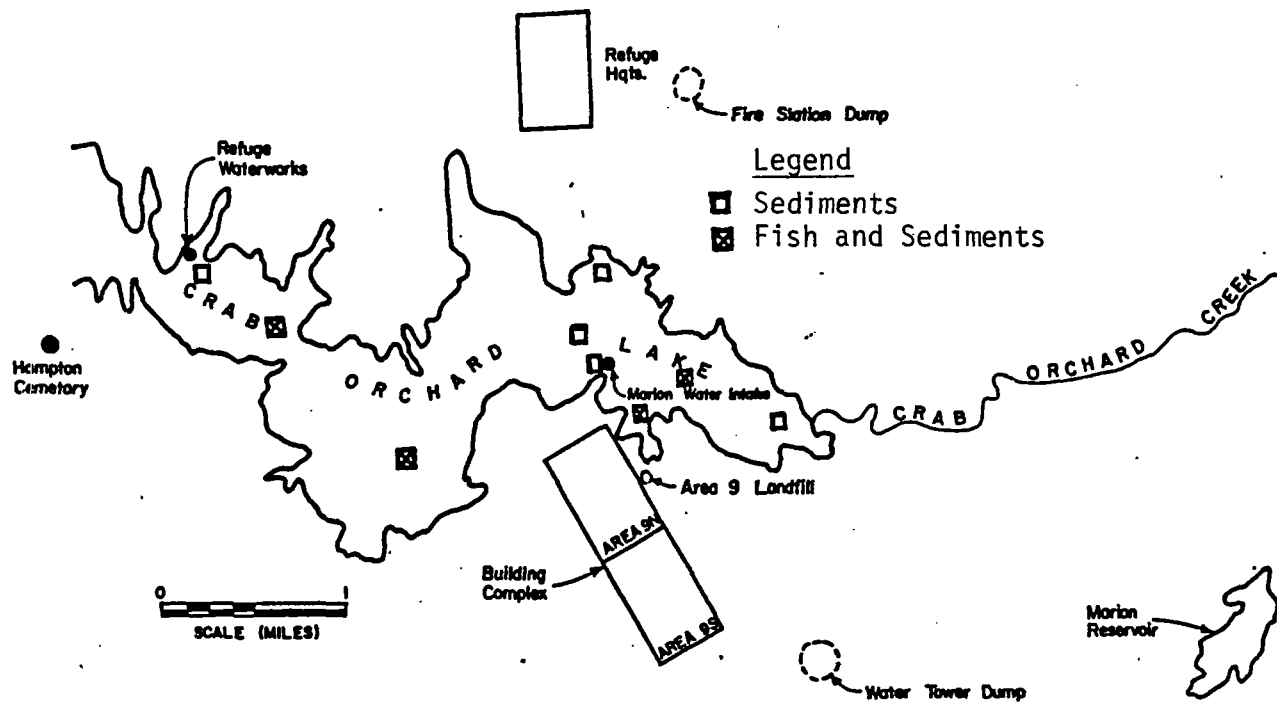 Refuge
Hqts.
Fire Station Dump
Refuge
Waterworks
Legend
Sediments
Fish and Sediments
CRAB
ORCHARD
LAKE
CRAB ORCHARD CREEK
Hampton
Cemetary
Marion Water Intake
Area 9 Landfill
AREA 9N
Building
Complex
AREA 9S
0 1
SCALE (MILES)
Marion
Reservoir
Water Tower Dump